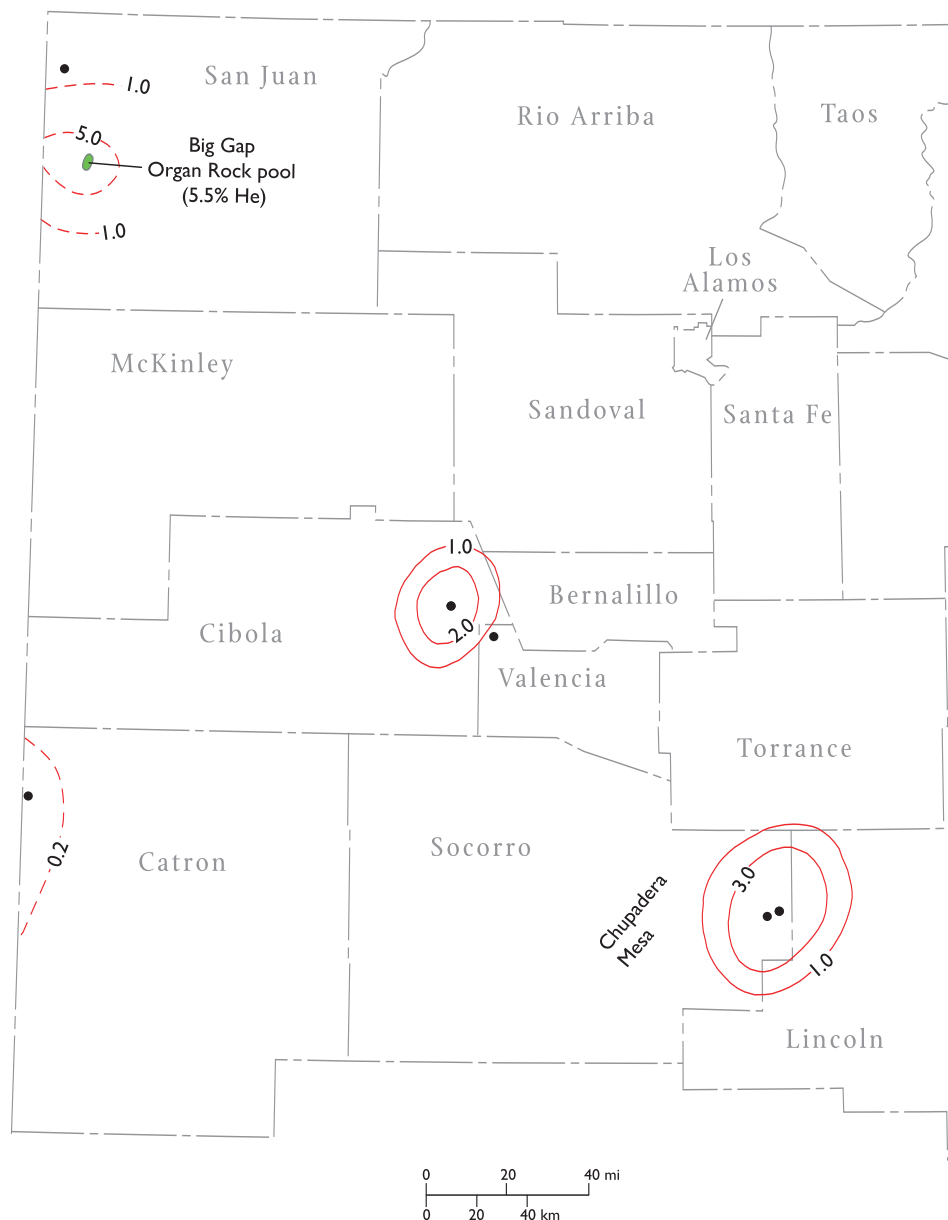 San Juan
1.0
Rio Arriba
Taos
5.0
Big Gap
Organ Rock pool
(5.5% He)
1.0
Los
Alamos
McKinley
Sandoval
Santa Fe
1.0
Bernalillo
Cibola
2.0
Valencia
Torrance
0.2
Catron
Socorro
3.0
Chupadera
Mesa
1.0
Lincoln
0 20 40 mi
0 20 40 km